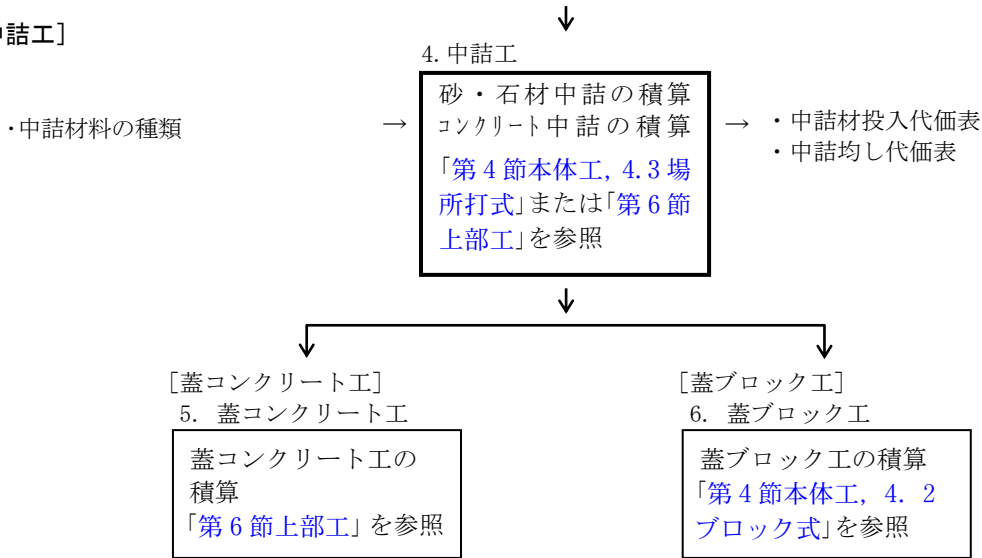 中詰工]
4. 中詰工
・中詰材料の種類
→
砂・石材中詰の積算
コンクリート中詰の積算
「第4節本体工, 4.3場
所打式」または「第6節
上部工」を参照
→
・中詰材投入代価表
・中詰均し代価表
[蓋コンクリート工]
5. 蓋コンクリート工
蓋コンクリート工の
積算
「第6節上部工」を参照
[蓋ブロック工]
6. 蓋ブロック工
蓋ブロック工の積算
「第4節本体工, 4. 2
ブロック式」を参照